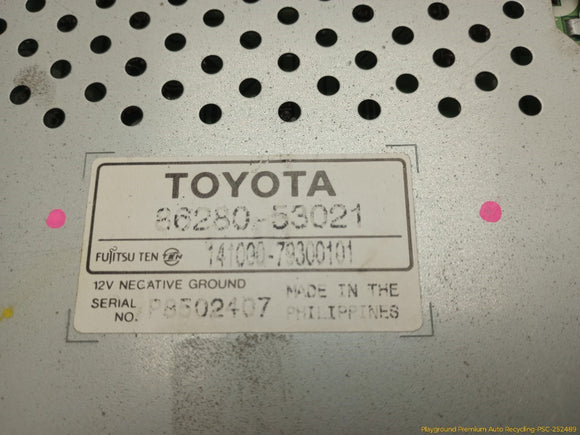 TOYOTA
86280-53021
FUJITSU TEN TEN 141000-79300101
12V NEGATIVE GROUND
SERIAL NO. P8502407
MADE IN THE
PHILIPPINES
Playground Premium Auto Recycling-PSC-252489